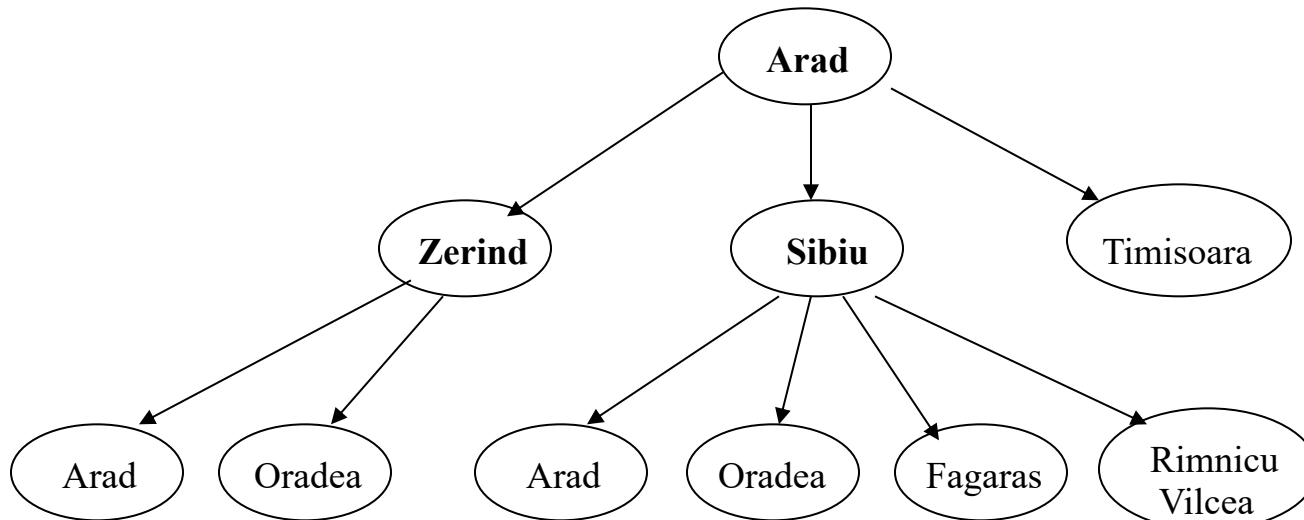 Arad
Zerind
Sibiu
Timisoara
Arad
Oradea
Arad
Oradea
Fagaras
Rimnicu
Vilcea